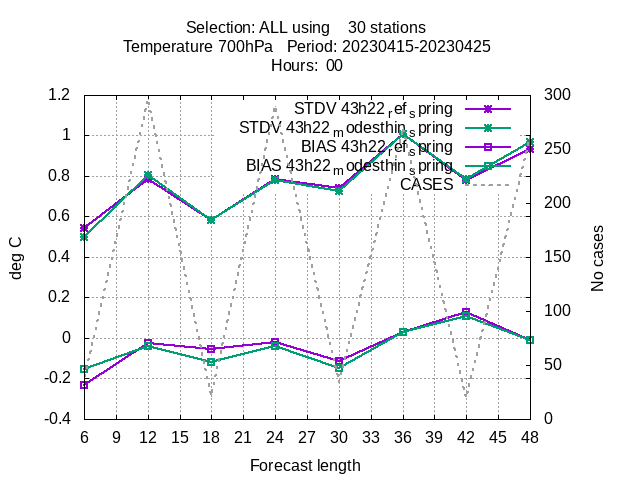 Selection: ALL using    30 stations
Temperature 700hPa   Period: 20230415-20230425
Hours:  00
1.2
1
0.8
0.6
0.4
0.2
0
-0.2
-0.4
deg C
STDV 43h22_ref_spring
STDV 43h22_modesthin_spring
BIAS 43h22_ref_spring
BIAS 43h22_modesthin_spring
CASES
300
250
200
150
100
50
0
No cases
6 9 12 15 18 21 24 27 30 33 36 39 42 45 48
Forecast length